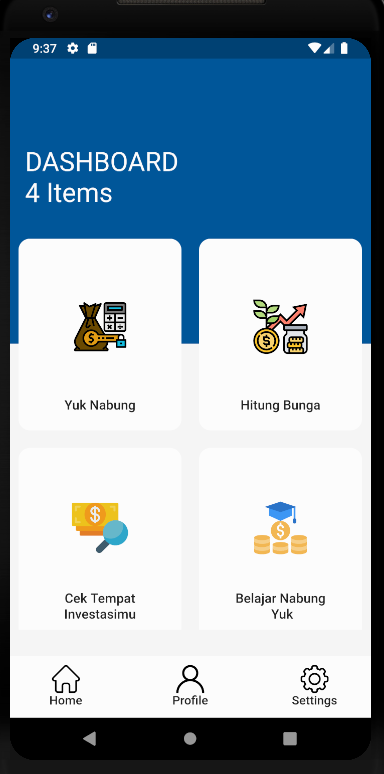 9:37
DASHBOARD
4 Items
Yuk Nabung
Hitung Bunga
Cek Tempat
Investasimu
Belajar Nabung
Yuk
Home
Profile
Settings